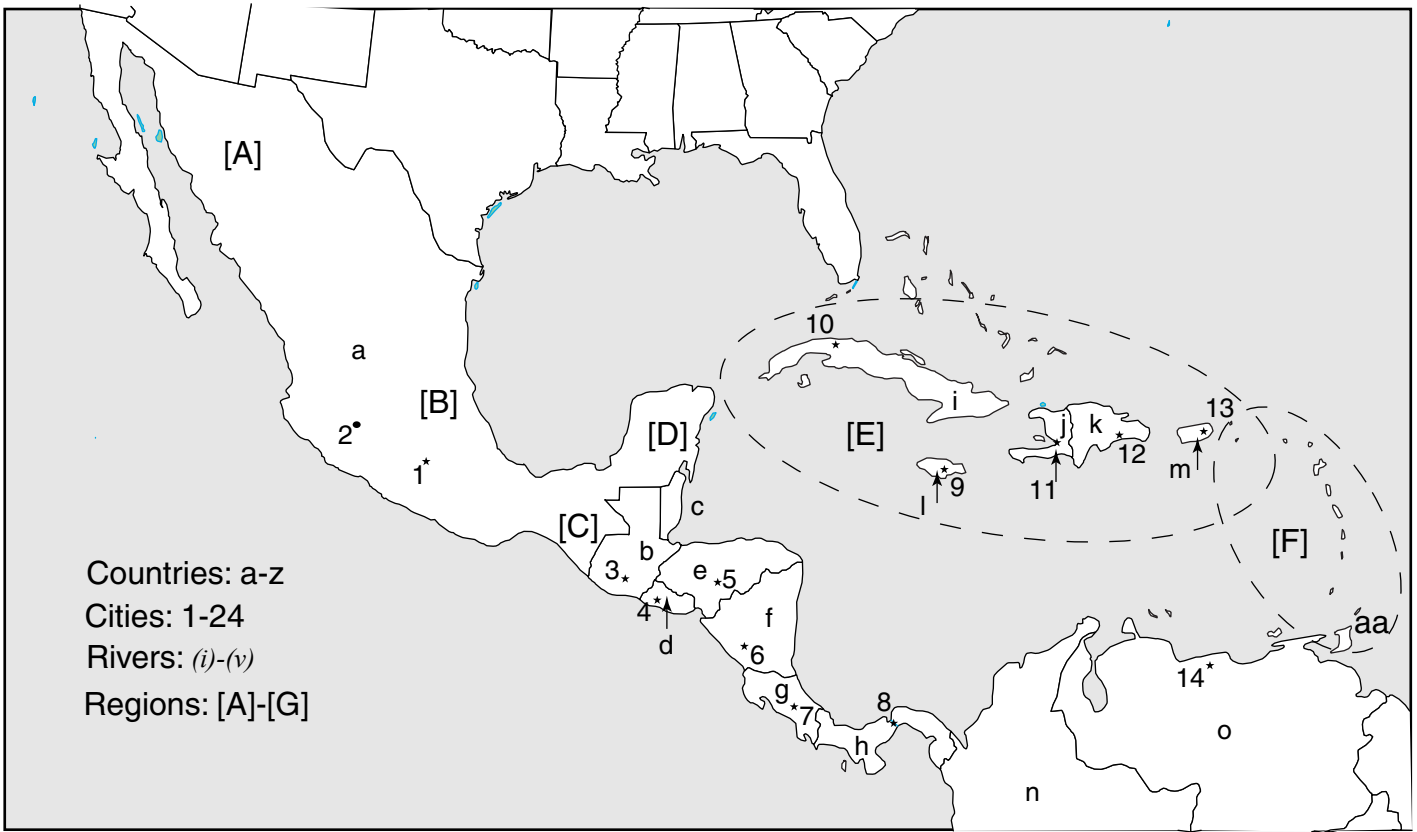 [A]
10
a
[B]
i
13
[D]
[E]
j
k
2
12
1
m
9
11
l
c
[C]
[F]
b
3
e
5
4
f
d
aa
6
14
g
7
8
o
h
n
Countries: a-z
Cities: 1-24
Rivers: (i)-(v)
Regions: [A]-[G]